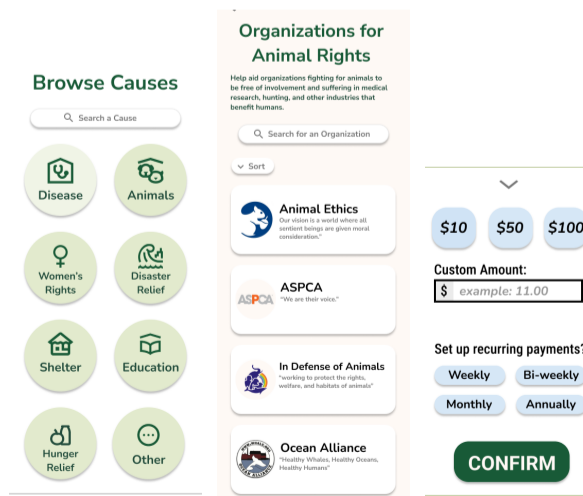 Browse Causes
Search a Cause
Disease
Animals
Women's
Rights
Disaster
Relief
Shelter
Education
Hunger
Relief
Other
Organizations for
Animal Rights
Help aid organizations fighting for animals to
be free of involvement and suffering in medical
research, hunting, and other industries that
benefit humans.
Search for an Organization
Sort
Animal Ethics
Our vision is a world where all
sentient beings are given moral
consideration."
ASPCA
ASPCA
"We are their voice."
In Defense of Animals
"working to protect the rights,
welfare, and habitats of animals"
Ocean Alliance
"Healthy Whales, Healthy Oceans,
Healthy Humans"
OCEAN ALLIANCE
$10
$50
$100
Custom Amount:
$ example: 11.00
Set up recurring payments?
Weekly
Bi-weekly
Monthly
Annually
CONFIRM